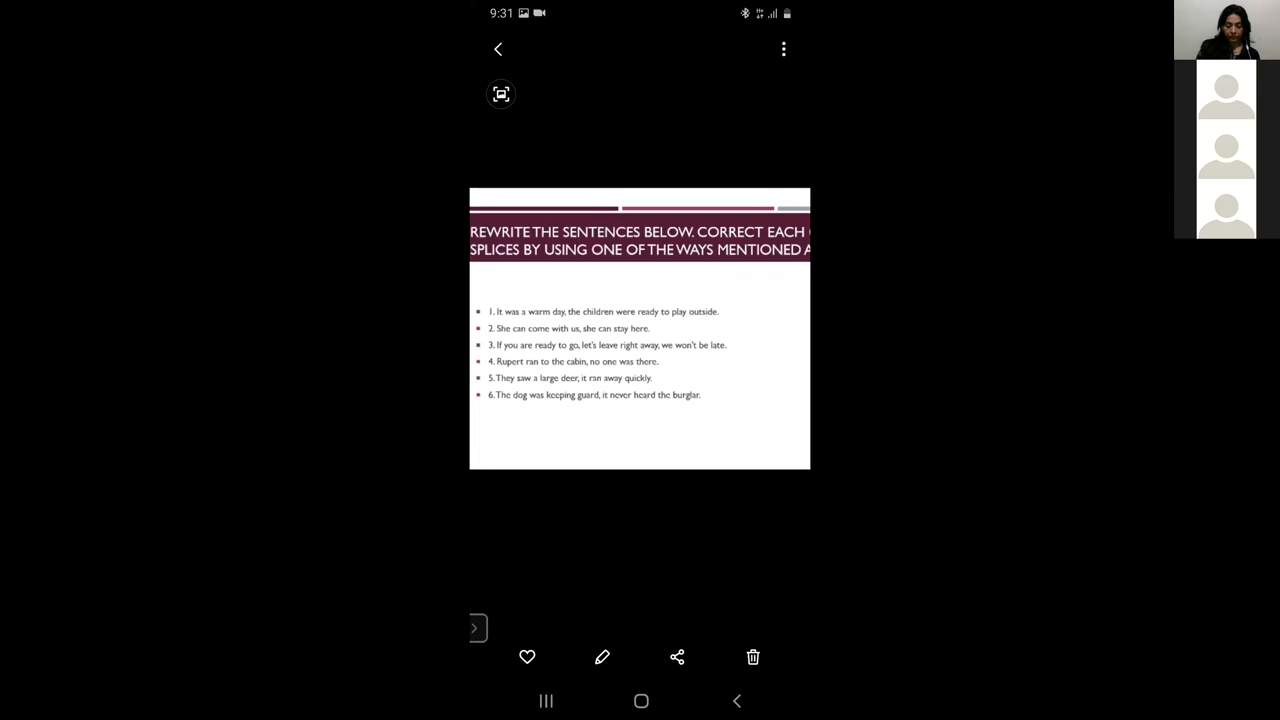 9:31
REWRITE THE SENTENCES BELOW. CORRECT EACH
SPLICES BY USING ONE OF THE WAYS MENTIONED
1. It was a warm day, the children were ready to play outside.
2. She can come with us, she can stay here.
3. If you are ready to go, let's leave right away, we won't be late.
4. Rupert ran to the cabin, no one was there.
5. They saw a large deer, it ran away quickly.
6. The dog was keeping guard, it never heard the burglar.